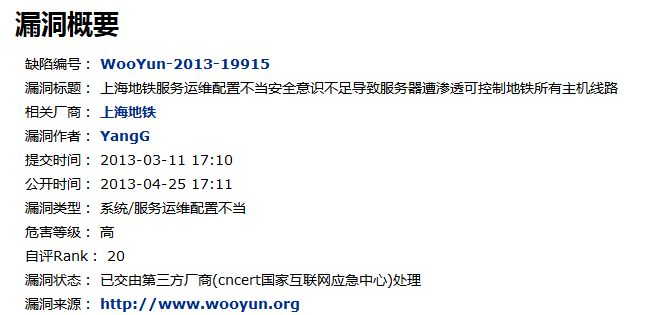 漏洞概要
缺陷编号： WooYun-2013-19915
漏洞标题： 上海地铁服务运维配置不当安全意识不足导致服务器遭渗透可控制地铁所有主机线路
相关厂商： 上海地铁
漏洞作者： YangG
提交时间： 2013-03-11 17:10
公开时间： 2013-04-25 17:11
漏洞类型： 系统/服务运维配置不当
危害等级： 高
自评Rank： 20
漏洞状态： 已交由第三方厂商(cncert国家互联网应急中心)处理
漏洞来源： http://www.wooyun.org